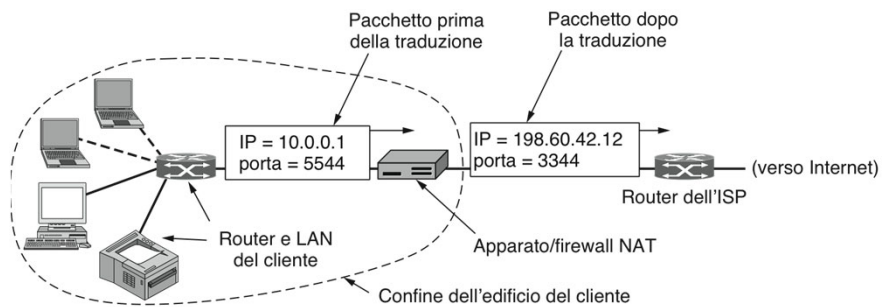 Pacchetto prima
della traduzione
Pacchetto dopo
la traduzione
IP = 10.0.0.1
porta = 5544
IP = 198.60.42.12
porta = 3344
(verso Internet)
Router dell'ISP
Router e LAN
del cliente
Apparato/firewall NAT
Confine dell'edificio del cliente